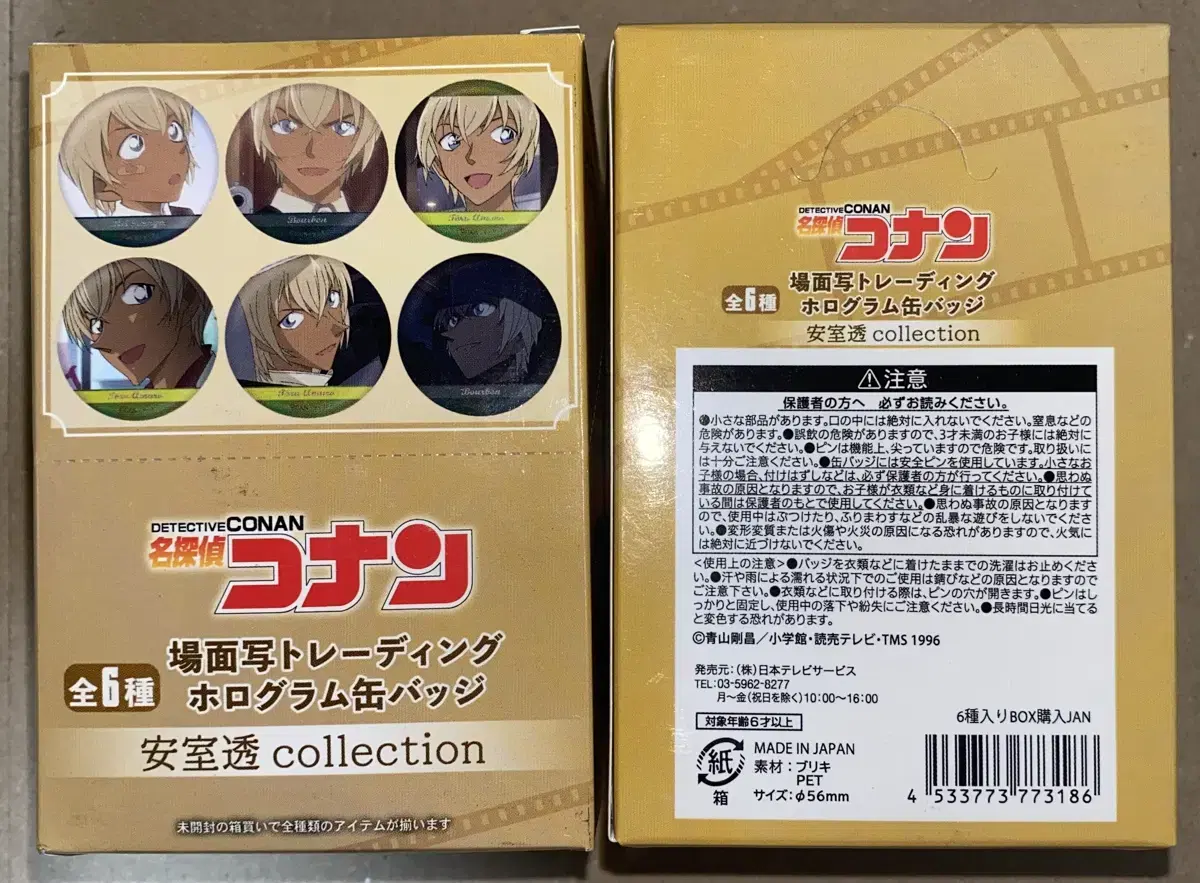 Bourbon
Toru Amuro
Toru Amuro
Toru Amuro
Bourbon
DETECTIVE CONAN
名探偵
コナン
全6種
場面写トレーディング
ホログラム缶バッジ
安室透 collection
未開封の箱買いで全種類のアイテムが揃います
DETECTIVE CONAN
名探偵
コナン
全6種
場面写トレーディング
ホログラム缶バッジ
安室透 collection
⚠注意
保護者の方へ 必ずお読みください。
●小さな部品があります。口の中には絶対に入れないでください。窒息などの
危険があります。●誤飲の危険がありますので、3才未満のお子様には絶対に
与えないでください。●ピンは機能上、尖っていますので危険です。取り扱いに
は十分ご注意ください。●缶バッジには安全ピンを使用しています。小さなお
子様の場合、付けはずしなどは、必ず保護者の方が行ってください。●思わぬ
事故の原因となりますので、お子様が衣類など身に着けるものに取り付けて
いる間は保護者のもとで使用してください。●思わぬ事故の原因となります
ので、使用中はぶつけたり、ふりまわすなどの乱暴な遊びをしないでくださ
い。●変形変質または火傷や火災の原因になる恐れがありますので、火気に
は絶対に近づけないでください。
<使用上の注意>●バッジを衣類などに着けたままでの洗濯はお止めくださ
い。●汗や雨による濡れる状況下でのご使用は錆びなどの原因となりますので
ご注意下さい。●衣類などに取り付ける際は、ピンの穴が開きます。●ピンはし
っかりと固定し、使用中の落下や紛失にご注意ください。●長時間日光に当てる
と変色する恐れがあります。
©青山剛昌/小学館・読売テレビ・TMS 1996
発売元:(株)日本テレビサービス
TEL:03-5962-8277
月〜金(祝日を除く)10:00〜16:00
対象年齢6才以上
6種入りBOX購入JAN
紙
箱
MADE IN JAPAN
素材:ブリキ
PET
サイズ:φ56mm
4 533773 773186